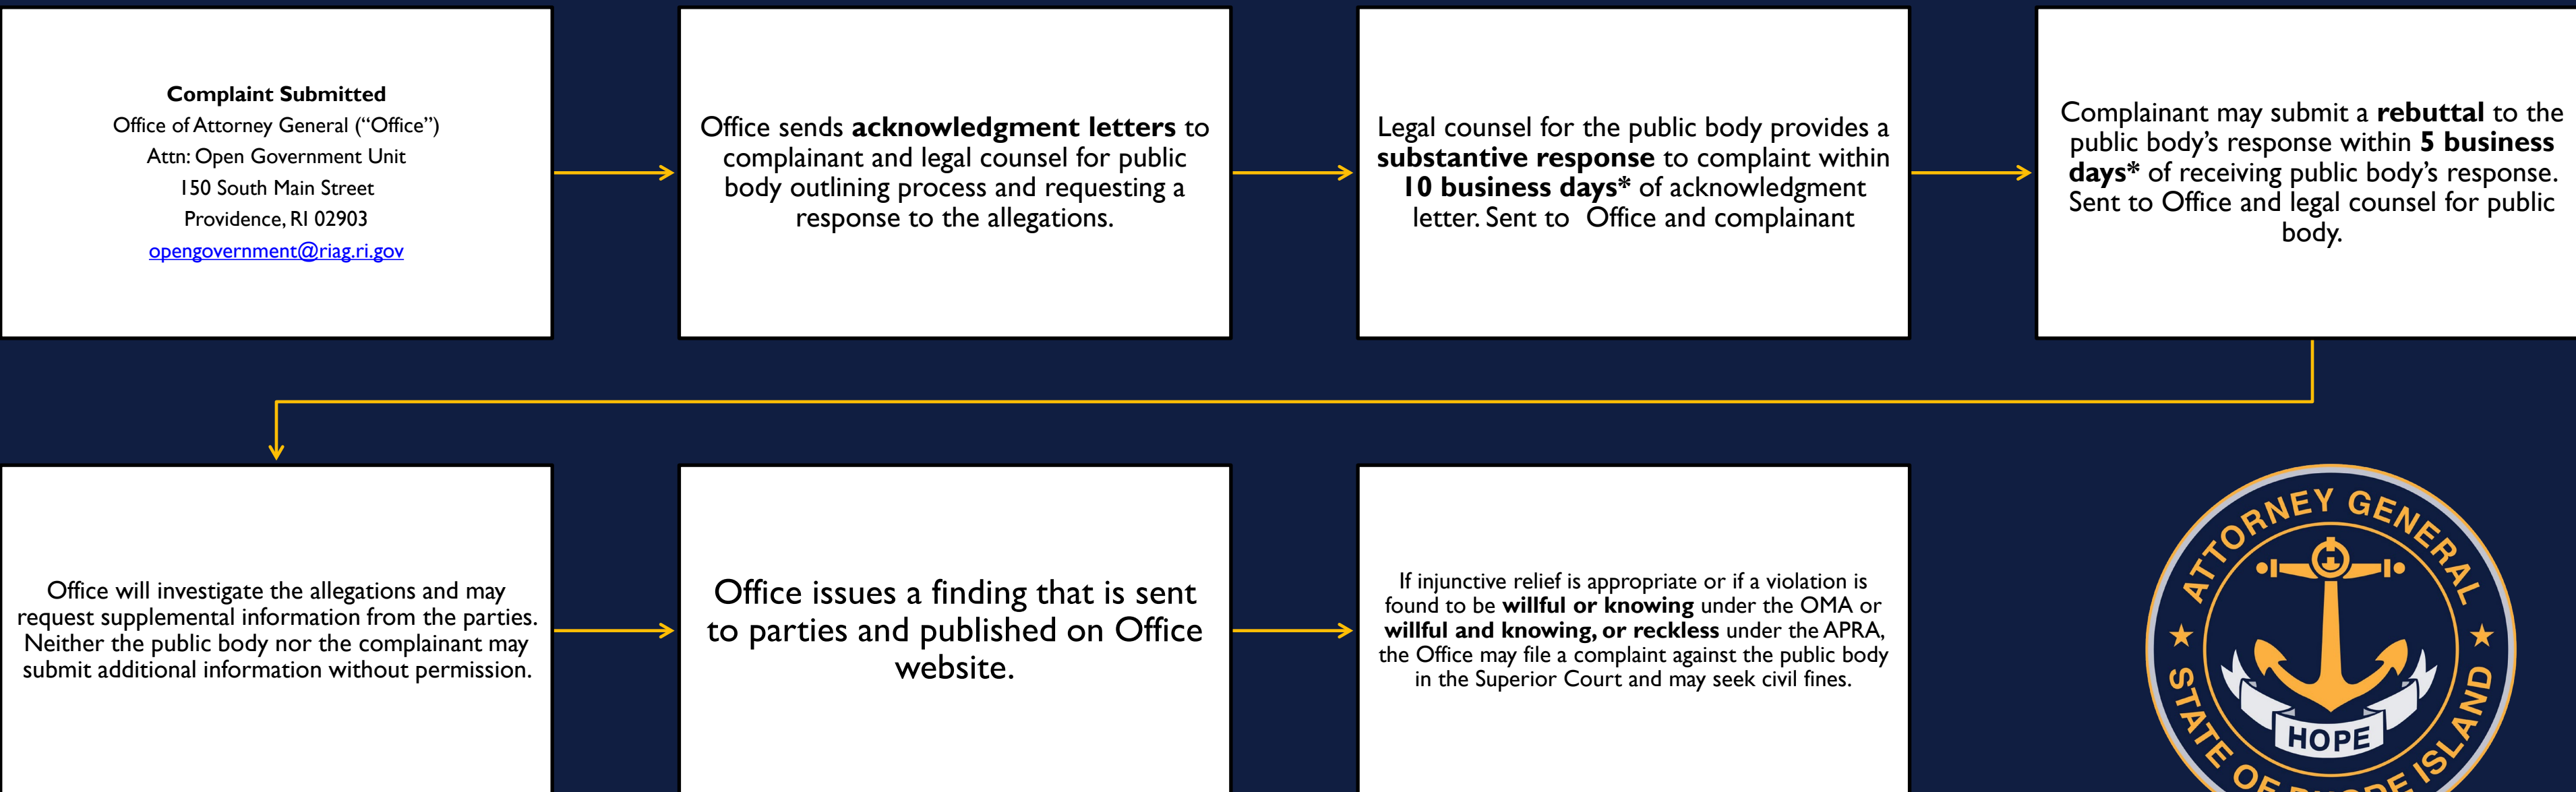 Complaint Submitted
Office of Attorney General (“Office”)
Attn: Open Government Unit
150 South Main Street
Providence, RI 02903
opengovernment@riag.ri.gov
Office sends acknowledgment letters to
complainant and legal counsel for public
body outlining process and requesting a
response to the allegations.
Legal counsel for the public body provides a
substantive response to complaint within
10 business days* of acknowledgment
letter. Sent to Office and complainant
Complainant may submit a rebuttal to the
public body’s response within 5 business
days* of receiving public body’s response.
Sent to Office and legal counsel for public
body.
Office will investigate the allegations and may
request supplemental information from the parties.
Neither the public body nor the complainant may
submit additional information without permission.
Office issues a finding that is sent
to parties and published on Office
website.
If injunctive relief is appropriate or if a violation is
found to be willful or knowing under the OMA or
willful and knowing, or reckless under the APRA,
the Office may file a complaint against the public body
in the Superior Court and may seek civil fines.
ATTORNEY GENERAL
STATE OF RHODE ISLAND
HOPE